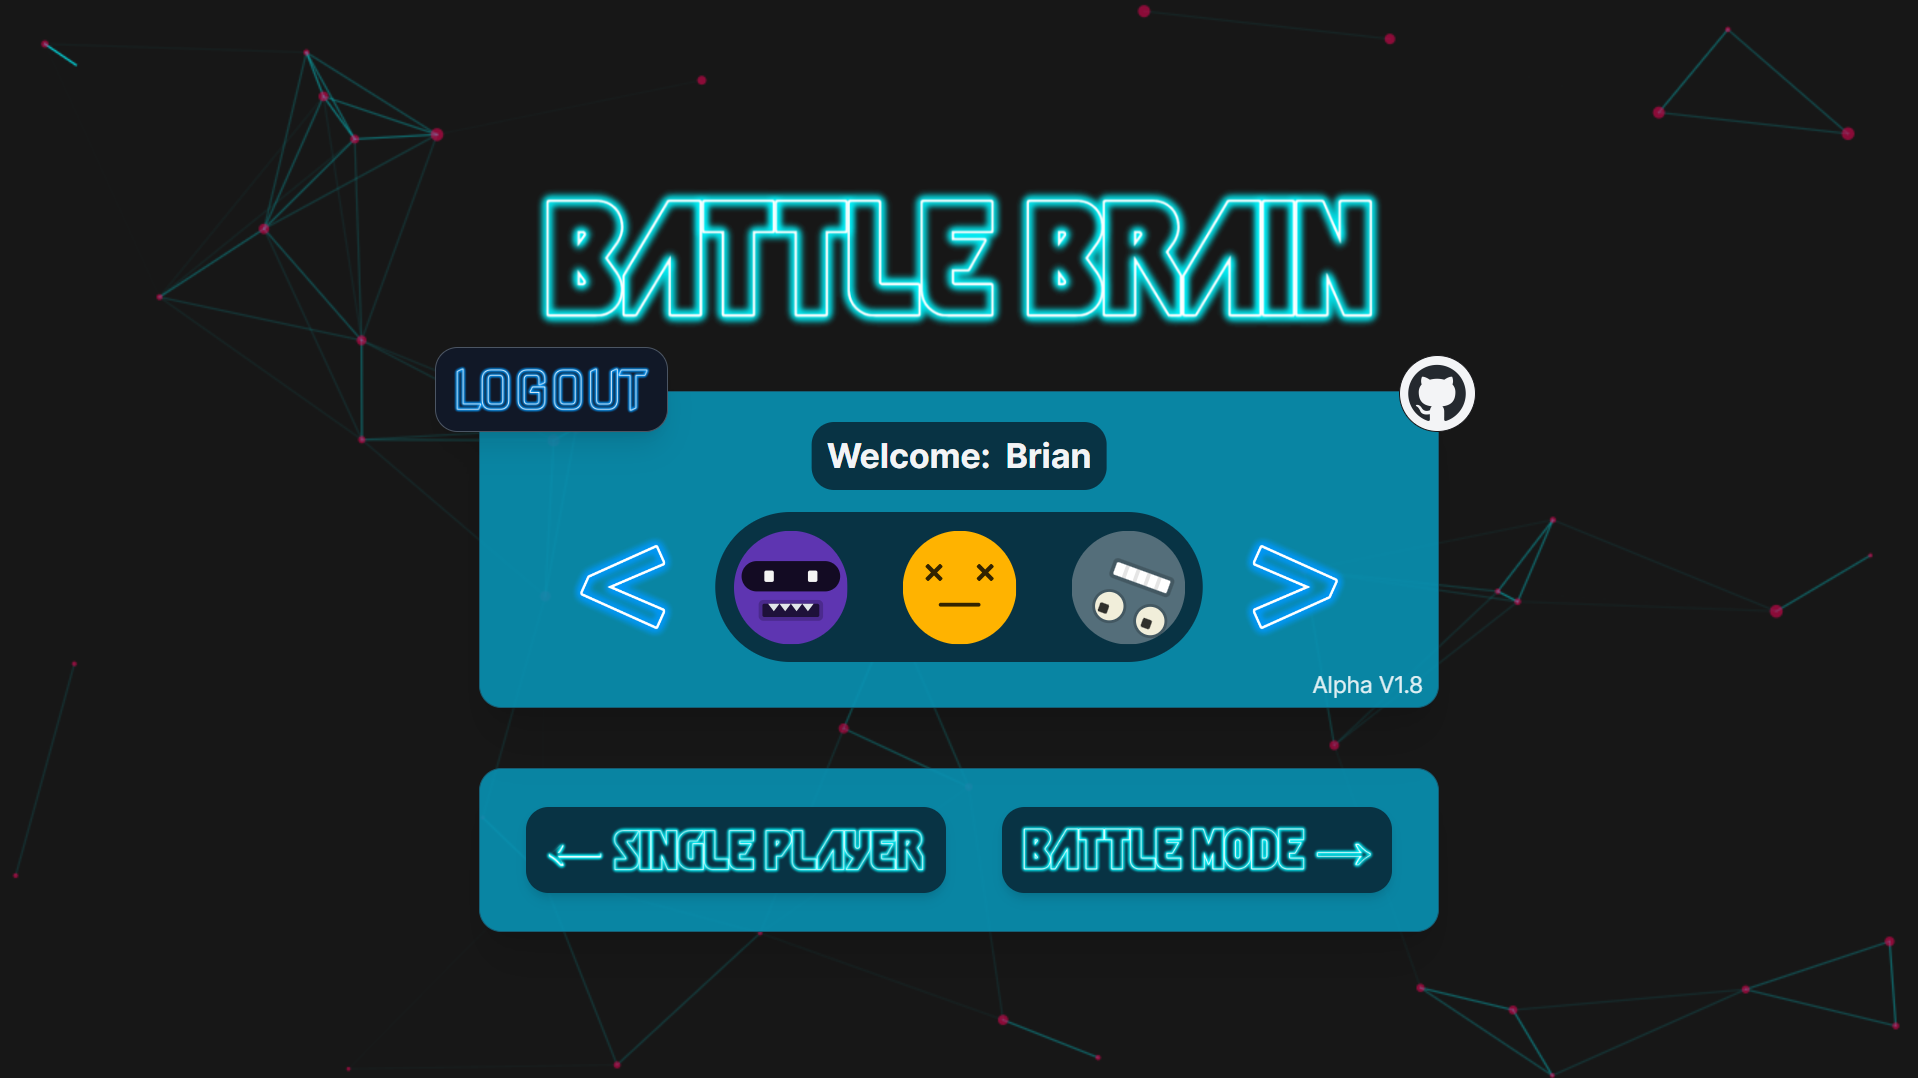 BATTLE BRAIN
LOGOUT
Welcome: Brian
< >
Alpha V1.8
← SINGLE PLAYER
BATTLE MODE →